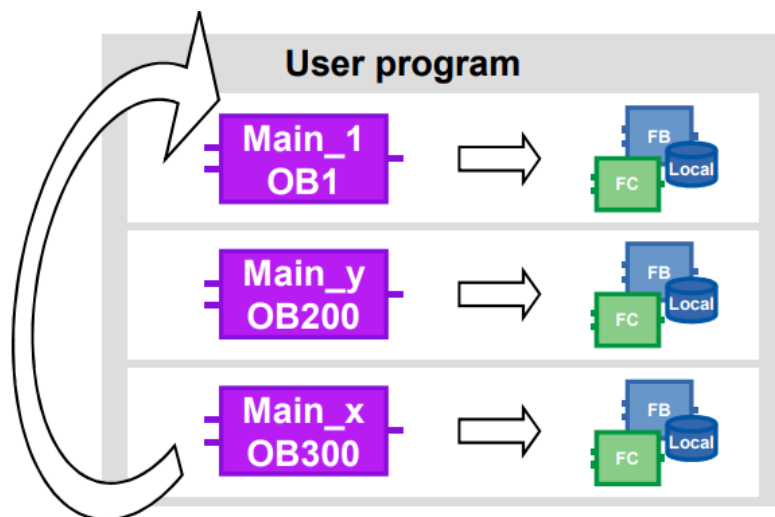 User program
Main_1
OB1
FB
Local
FC
Main_y
OB200
FB
Local
FC
Main_x
OB300
FB
Local
FC